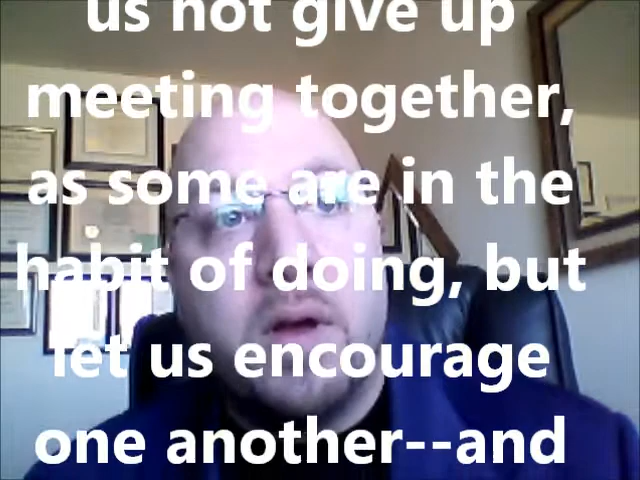 us not give up
meeting together,
as some are in the
habit of doing, but
let us encourage
one another--and